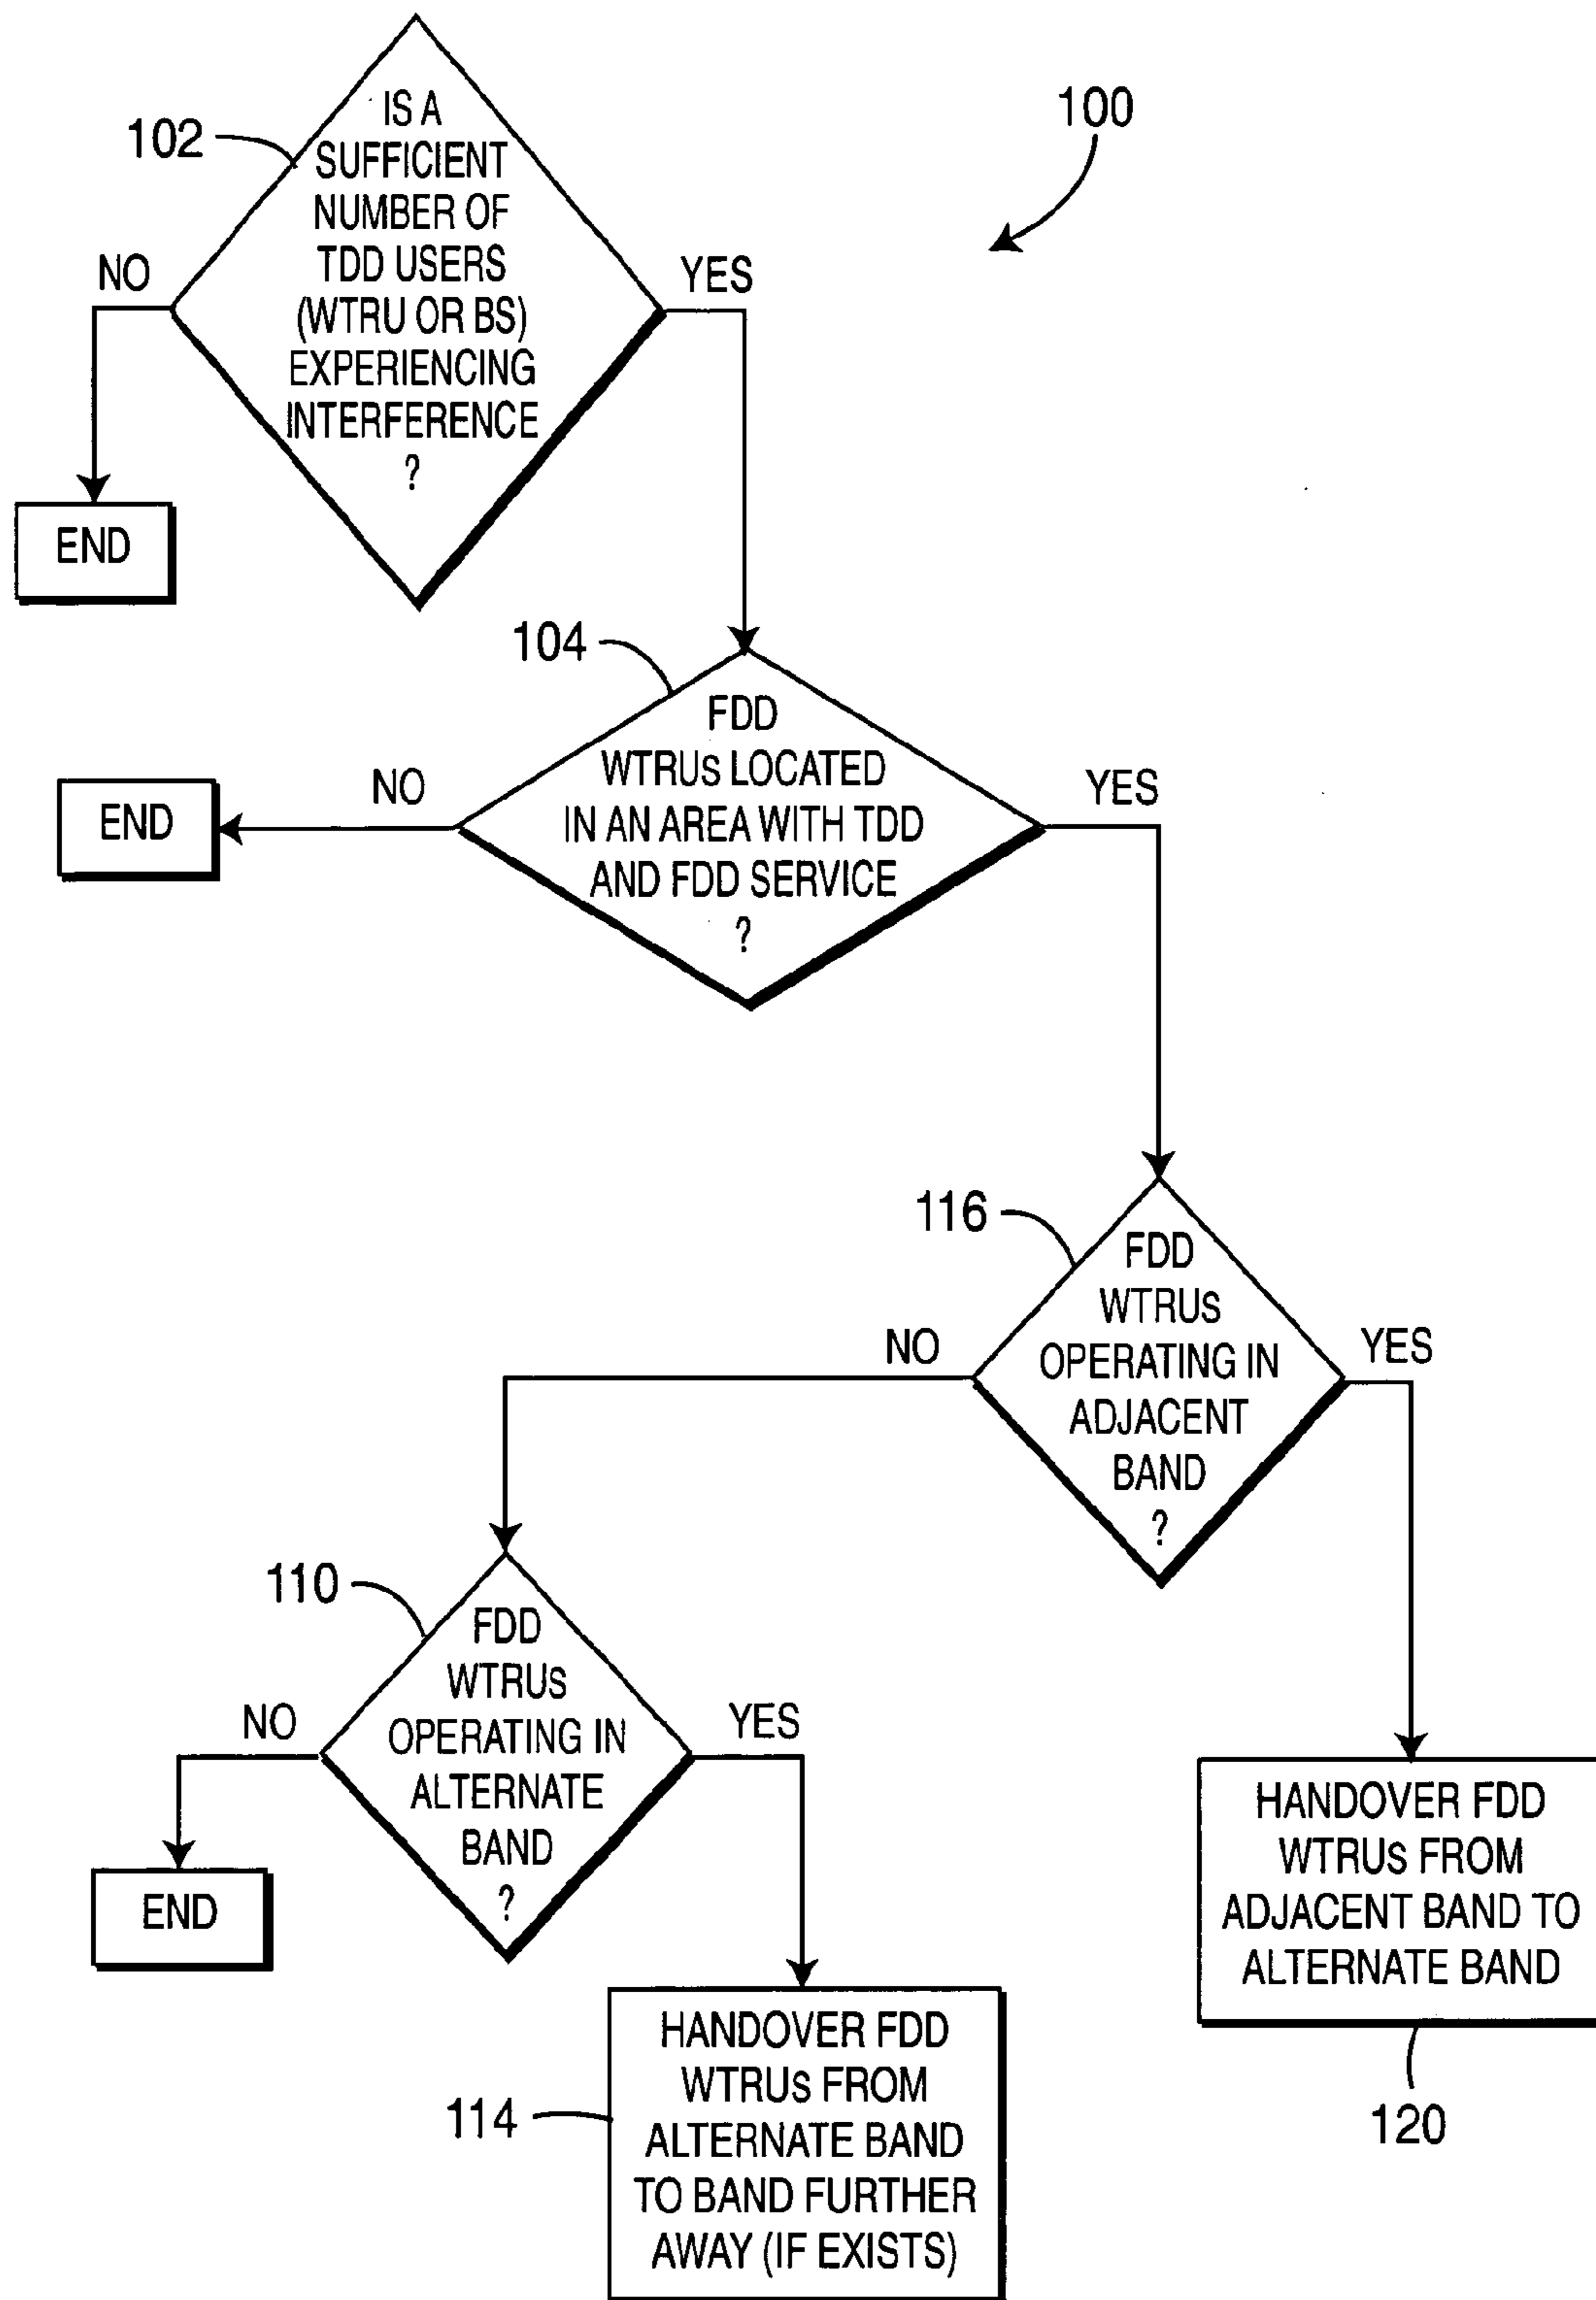 100
102
IS A
SUFFICIENT
NUMBER OF
TDD USERS
(WTRU OR BS)
EXPERIENCING
INTERFERENCE
?
NO
YES
END
104
FDD
WTRUs LOCATED
IN AN AREA WITH TDD
AND FDD SERVICE
?
NO
YES
END
116
FDD
WTRUs
OPERATING IN
ADJACENT
BAND
?
NO
YES
110
FDD
WTRUs
OPERATING IN
ALTERNATE
BAND
?
NO
YES
END
HANDOVER FDD
WTRUs FROM
ADJACENT BAND TO
ALTERNATE BAND
120
HANDOVER FDD
WTRUs FROM
ALTERNATE BAND
TO BAND FURTHER
AWAY (IF EXISTS)
114